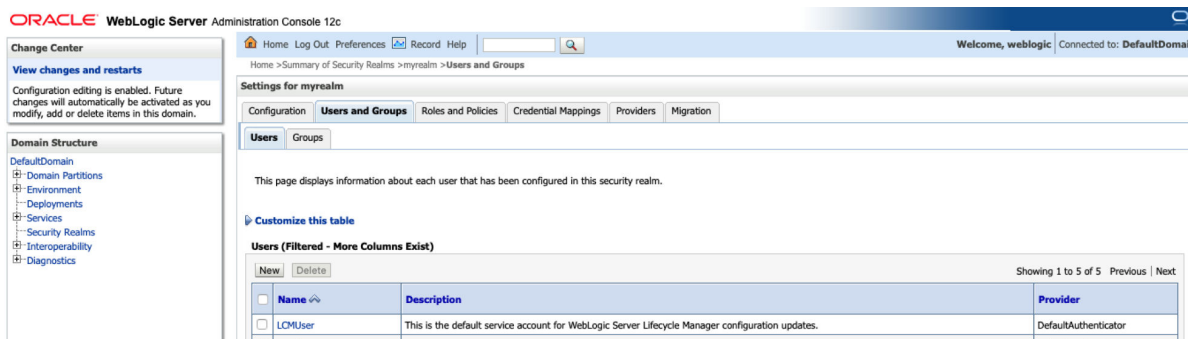 ORACLE WebLogic Server Administration Console 12c
Change Center
View changes and restarts
Configuration editing is enabled. Future
changes will automatically be activated as you
modify, add or delete items in this domain.
Domain Structure
DefaultDomain
Domain Partitions
Environment
Deployments
Services
Security Realms
Interoperability
Diagnostics
Home Log Out Preferences Record Help
Welcome, weblogic Connected to: DefaultDomai
Home >Summary of Security Realms >myrealm >Users and Groups
Settings for myrealm
Configuration Users and Groups Roles and Policies Credential Mappings Providers Migration
Users Groups
This page displays information about each user that has been configured in this security realm.
Customize this table
Users (Filtered - More Columns Exist)
New Delete Showing 1 to 5 of 5 Previous | Next
Name Description Provider
LCMUser This is the default service account for WebLogic Server Lifecycle Manager configuration updates. DefaultAuthenticator